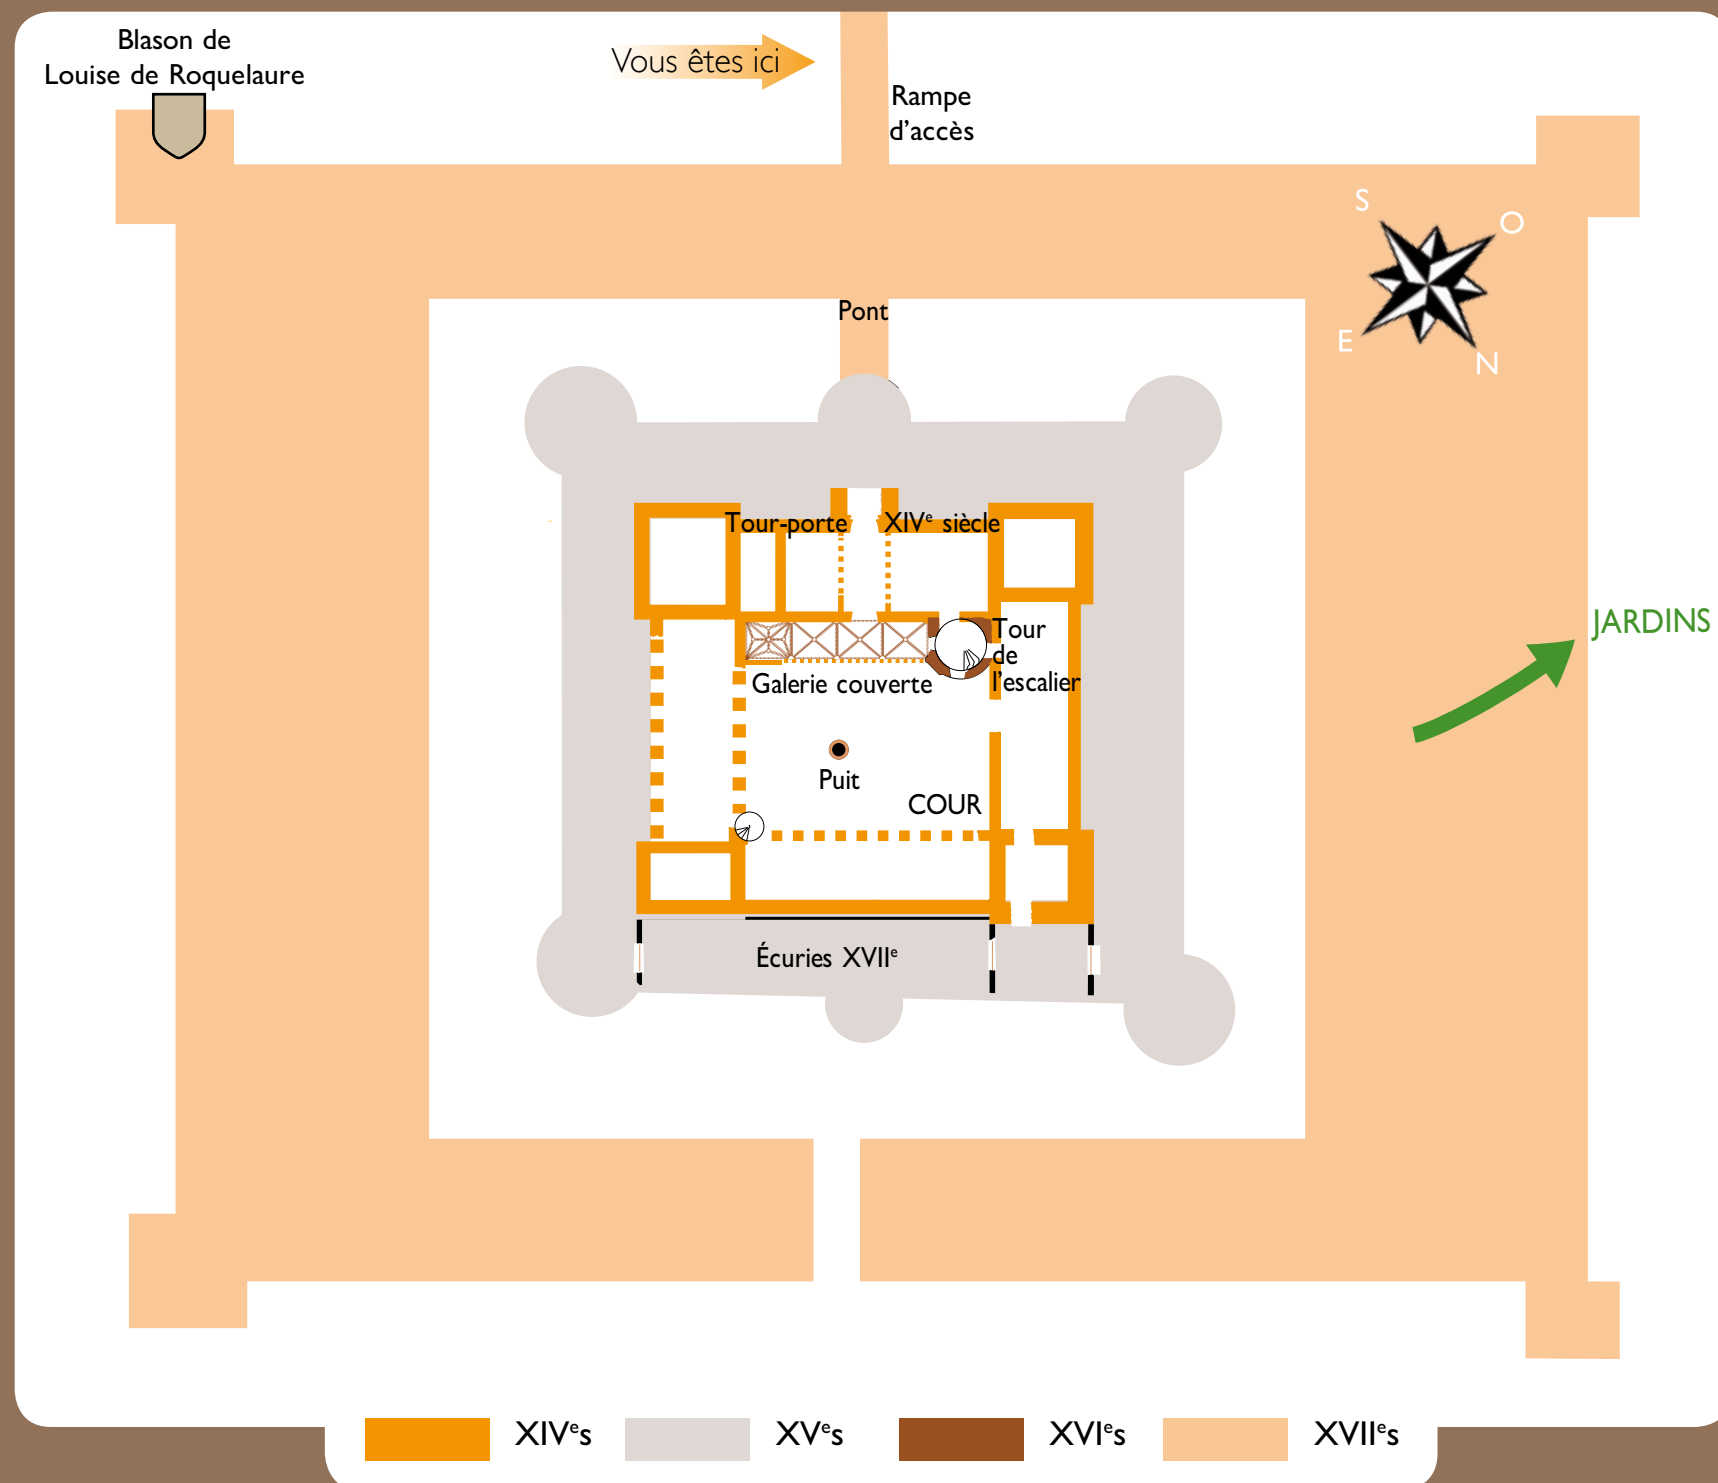 Blason de
Louise de Roquelaure
Vous êtes ici
Rampe
d’accès
S
O
E
N
Pont
Tour-porte XIVe siècle
Tour
de
l’escalier
Galerie couverte
Puit
COUR
JARDINS
Écuries XVIIe
XIVes
XVes
XVIes
XVIIes